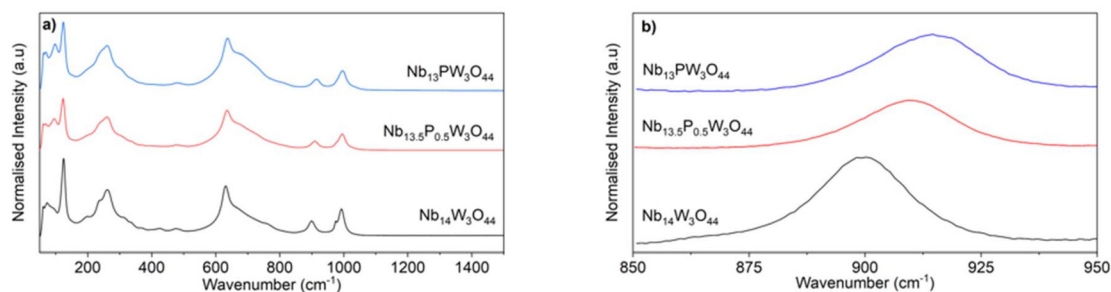 a)
Normalised Intensity (a.u)
Nb₁₃PW₃O₄₄
Nb₁₃.₅P₀.₅W₃O₄₄
Nb₁₄W₃O₄₄
200 400 600 800 1000 1200 1400
Wavenumber (cm⁻¹)
b)
Normalised Intensity (a.u)
Nb₁₃PW₃O₄₄
Nb₁₃.₅P₀.₅W₃O₄₄
Nb₁₄W₃O₄₄
850 875 900 925 950
Wavenumber (cm⁻¹)